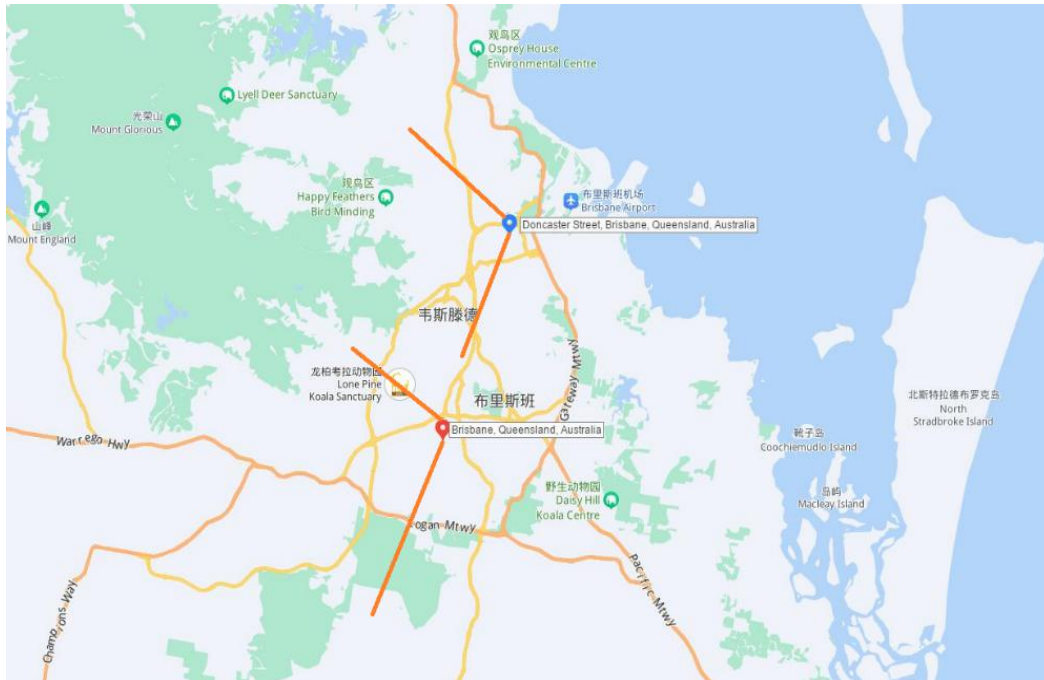 观鸟区
Osprey House
Environmental Centre
Lyell Deer Sanctuary
光荣山
Mount Glorious
观鸟区
Happy Feathers
Bird Minding
布里斯班机场
Brisbane Airport
山峰
Mount England
Doncaster Street, Brisbane, Queensland, Australia
韦斯滕德
Gateway Mtwy
龙柏考拉动物园
Lone Pine
Koala Sanctuary
布里斯班
北斯特拉德布罗克岛
North
Stradbroke Island
Brisbane, Queensland, Australia
Warrego Hwy
靴子岛
Coochiemudlo Island
野生动物园
Daisy Hill
Koala Centre
岛屿
Macleay Island
Logan Mtwy
Pacific Mtwy
Champions Way